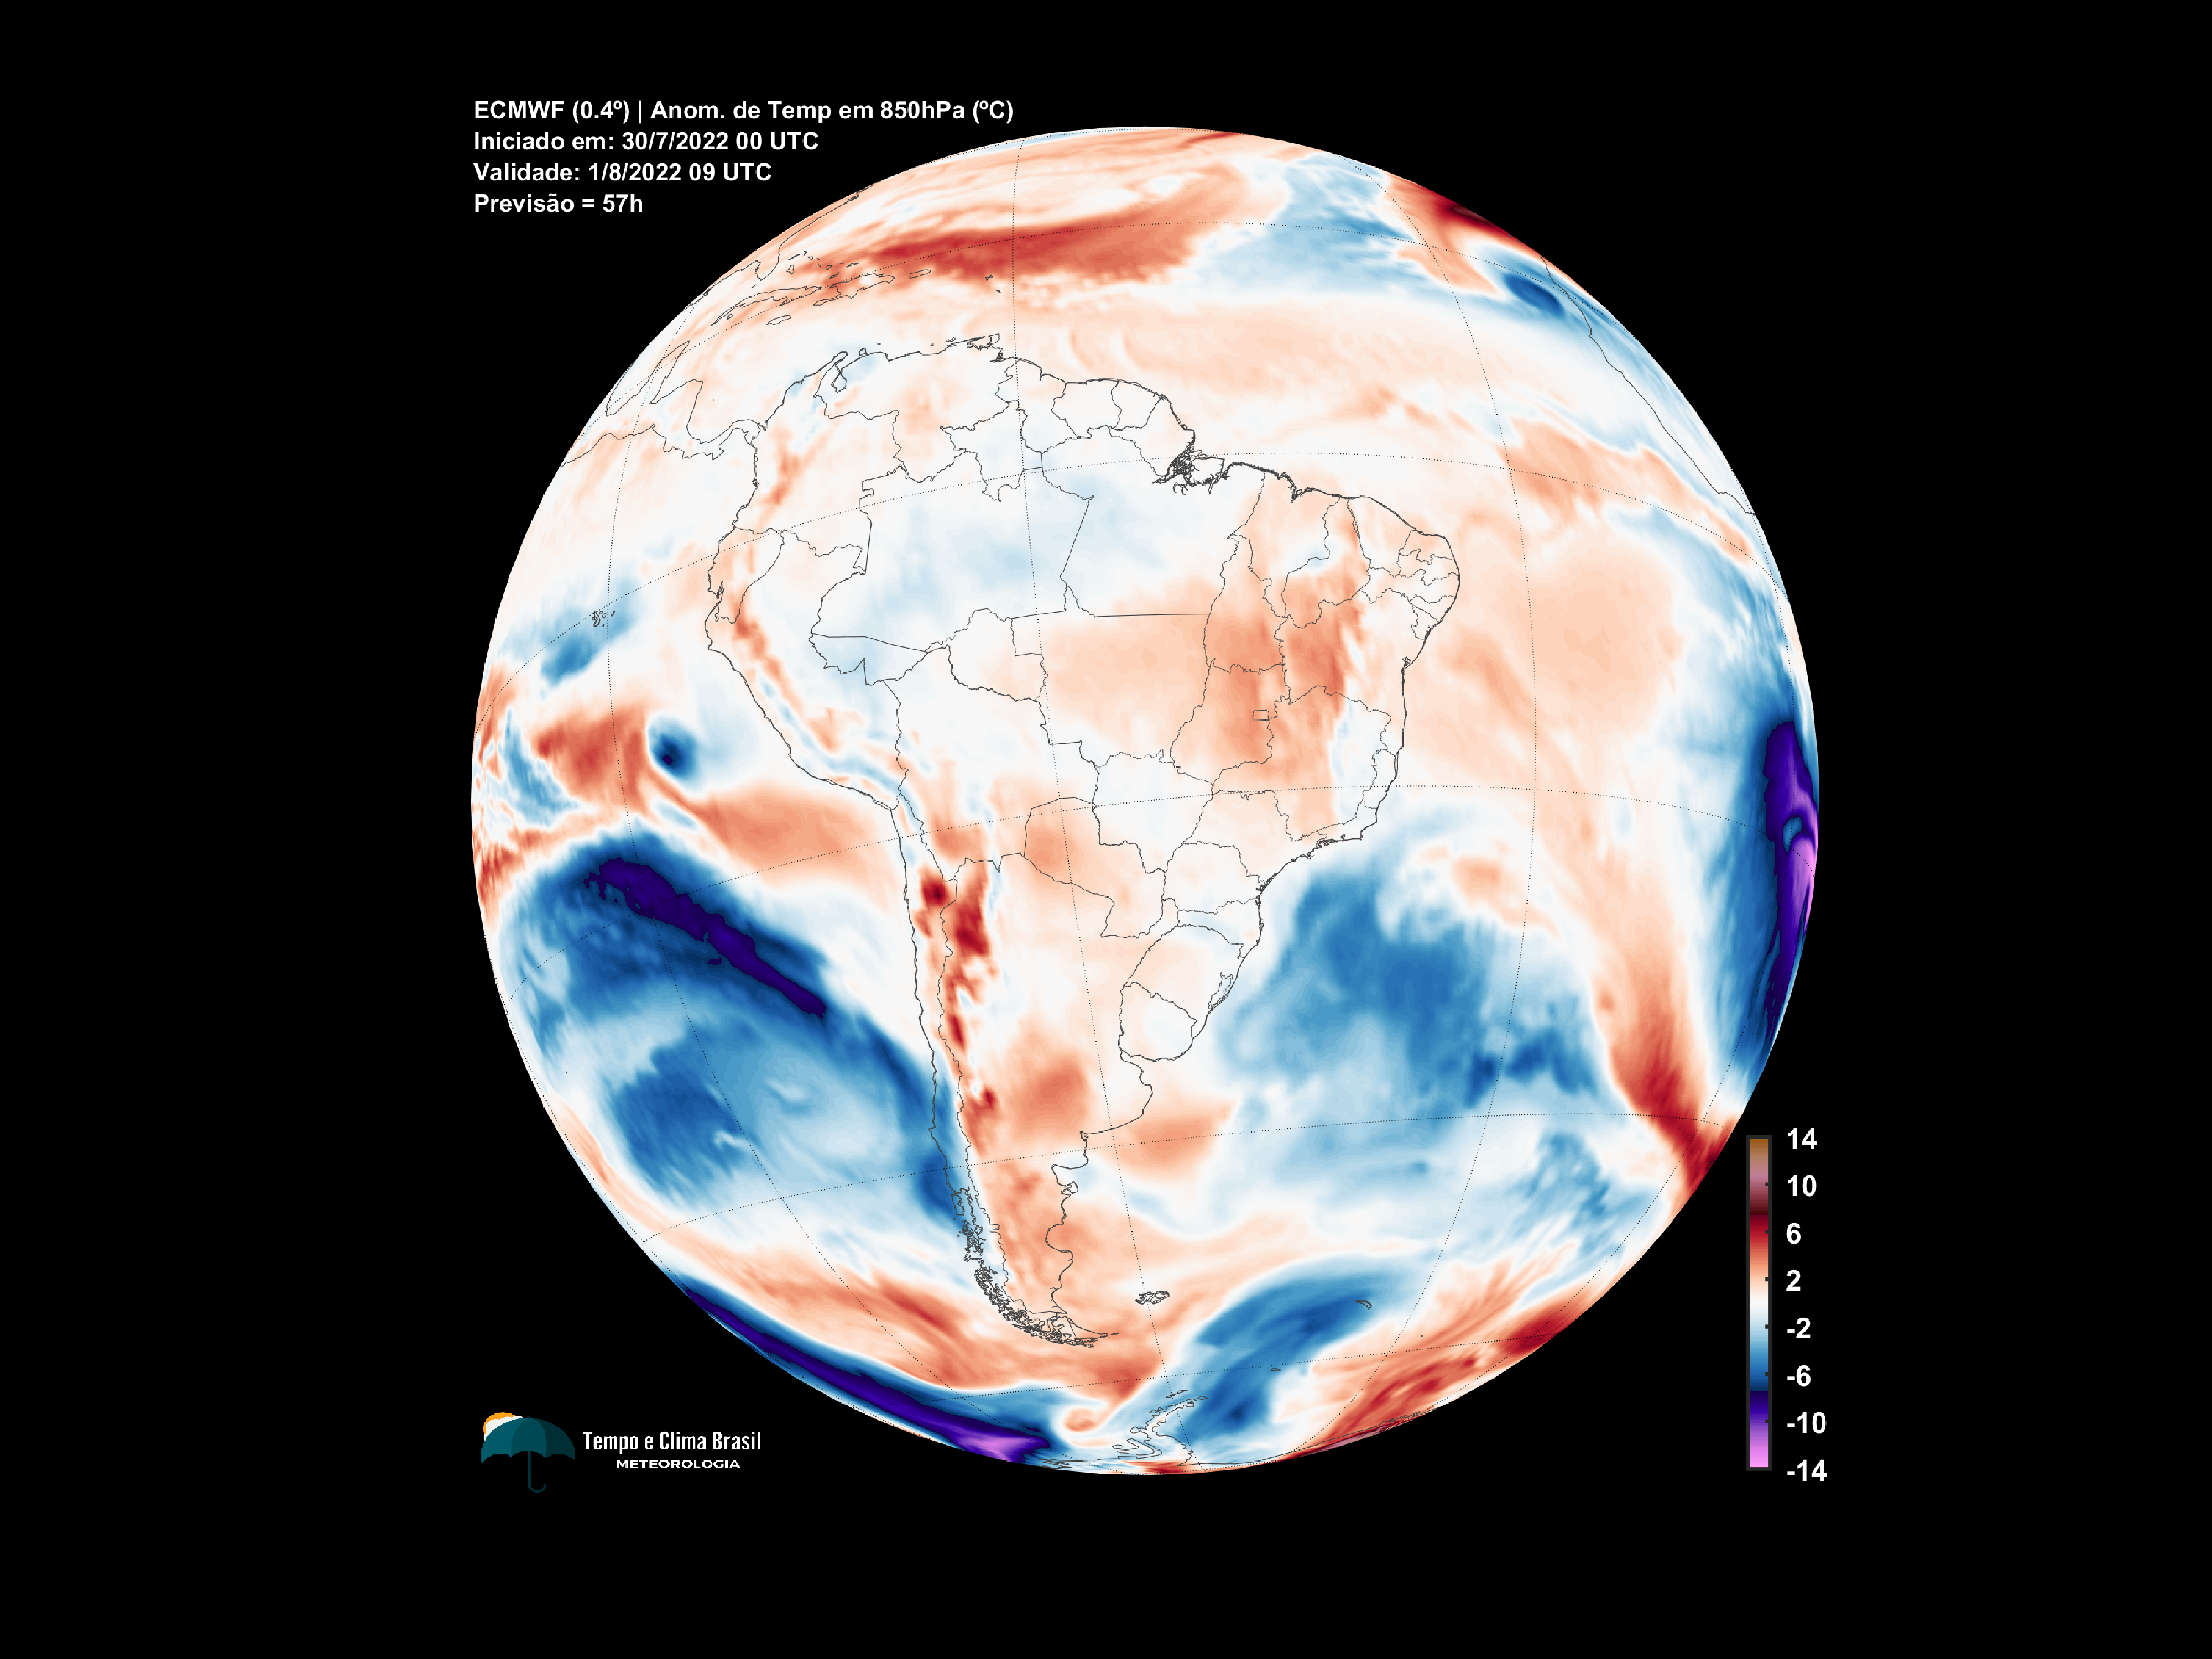 ECMWF (0.4º) | Anom. de Temp em 850hPa (ºC)
Iniciado em: 30/7/2022 00 UTC
Validade: 1/8/2022 09 UTC
Previsão = 57h
14
10
6
2
-2
-6
-10
-14
Tempo e Clima Brasil
METEOROLOGIA